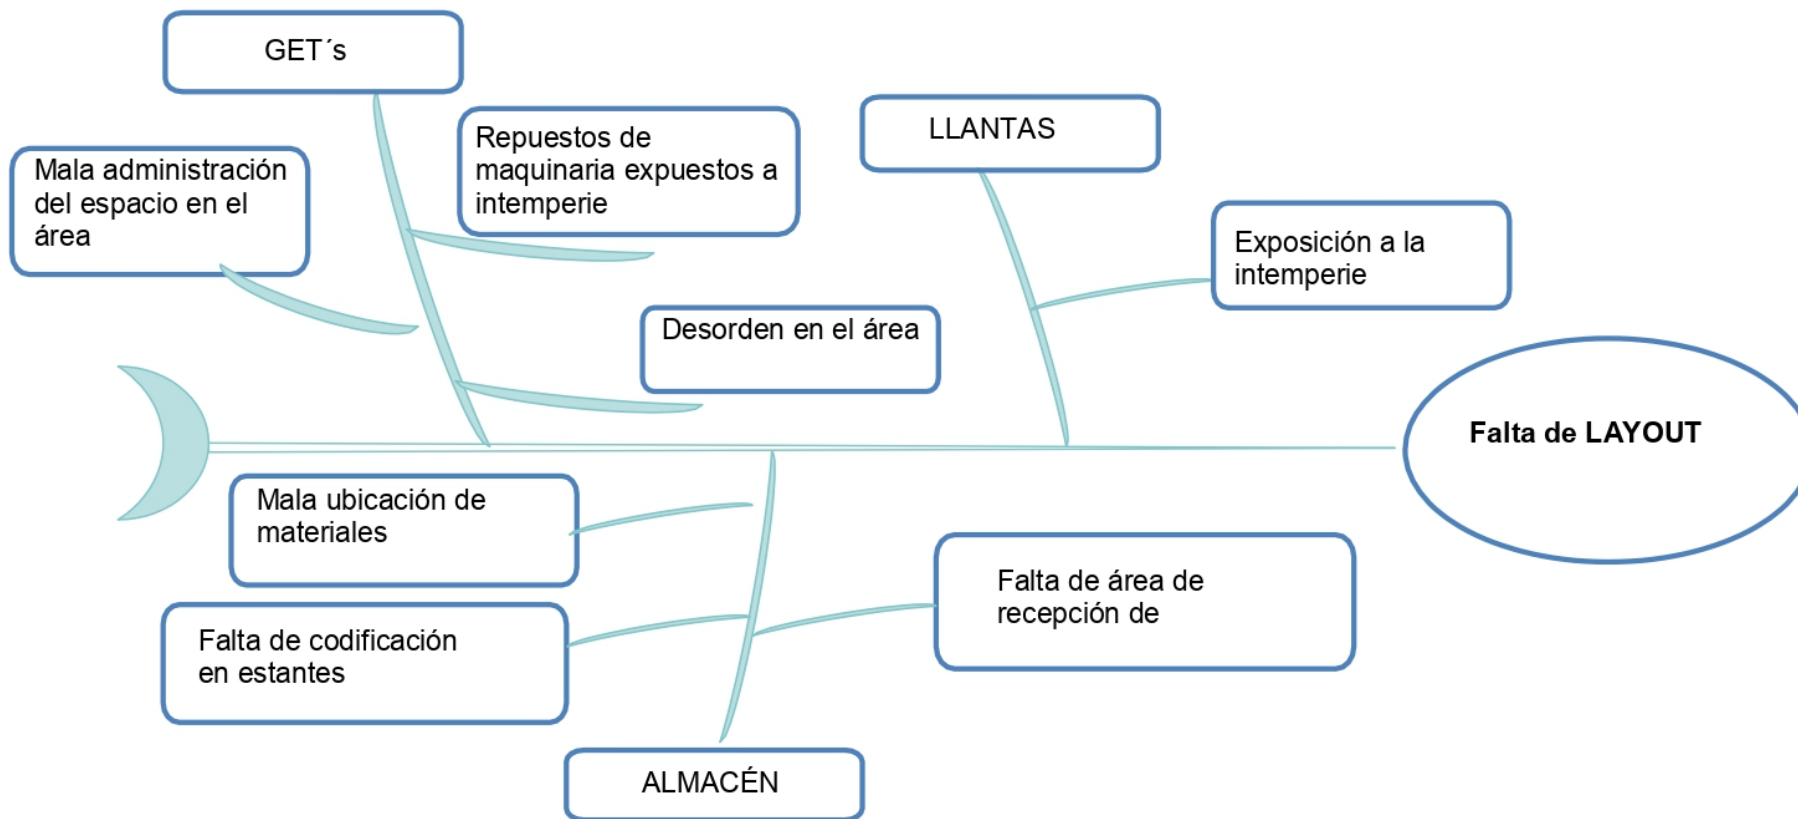 GET´s
LLANTAS
Mala administración
del espacio en el
área
Repuestos de
maquinaria expuestos a
intemperie
Exposición a la
intemperie
Desorden en el área
Falta de LAYOUT
Mala ubicación de
materiales
Falta de codificación
en estantes
Falta de área de
recepción de
ALMACÉN